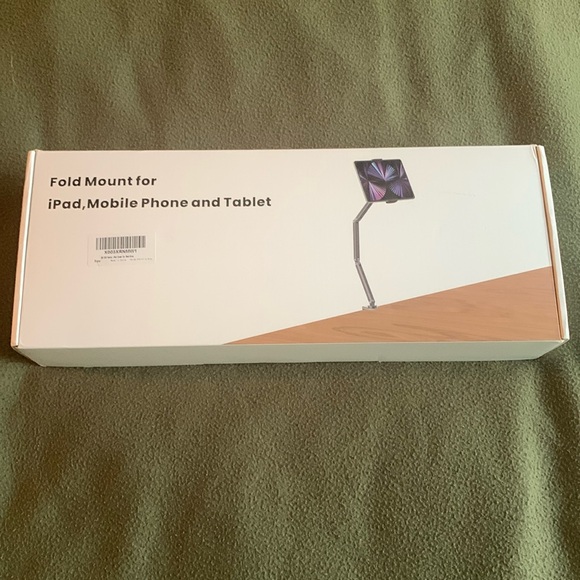 Fold Mount for
iPad, Mobile Phone and Tablet